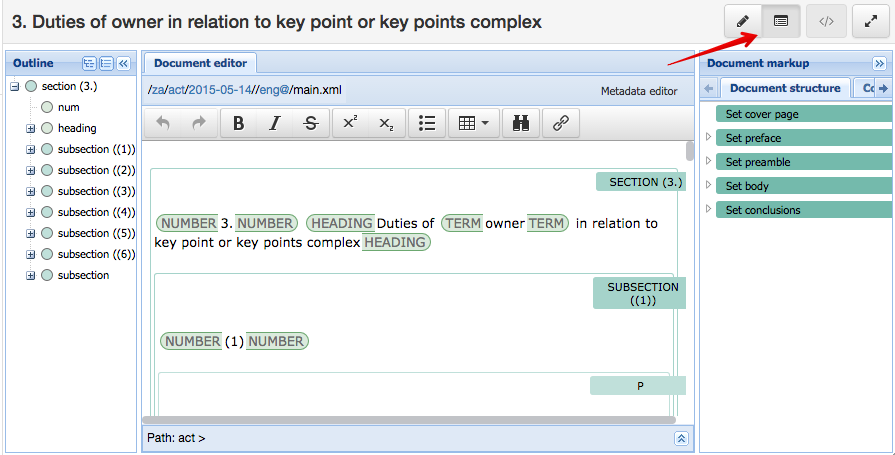 3. Duties of owner in relation to key point or key points complex
</>
Outline
section (3.)
num
heading
subsection ((1))
subsection ((2))
subsection ((3))
subsection ((4))
subsection ((5))
subsection ((6))
subsection
Document editor
/za/act/2015-05-14//eng@/main.xml
Metadata editor
B I S x² x₂
SECTION (3.)
NUMBER 3. NUMBER HEADING Duties of TERM owner TERM in relation to
key point or key points complex HEADING
SUBSECTION
((1))
NUMBER (1) NUMBER
P
Path: act >
Document markup
Document structure Co
Set cover page
Set preface
Set preamble
Set body
Set conclusions